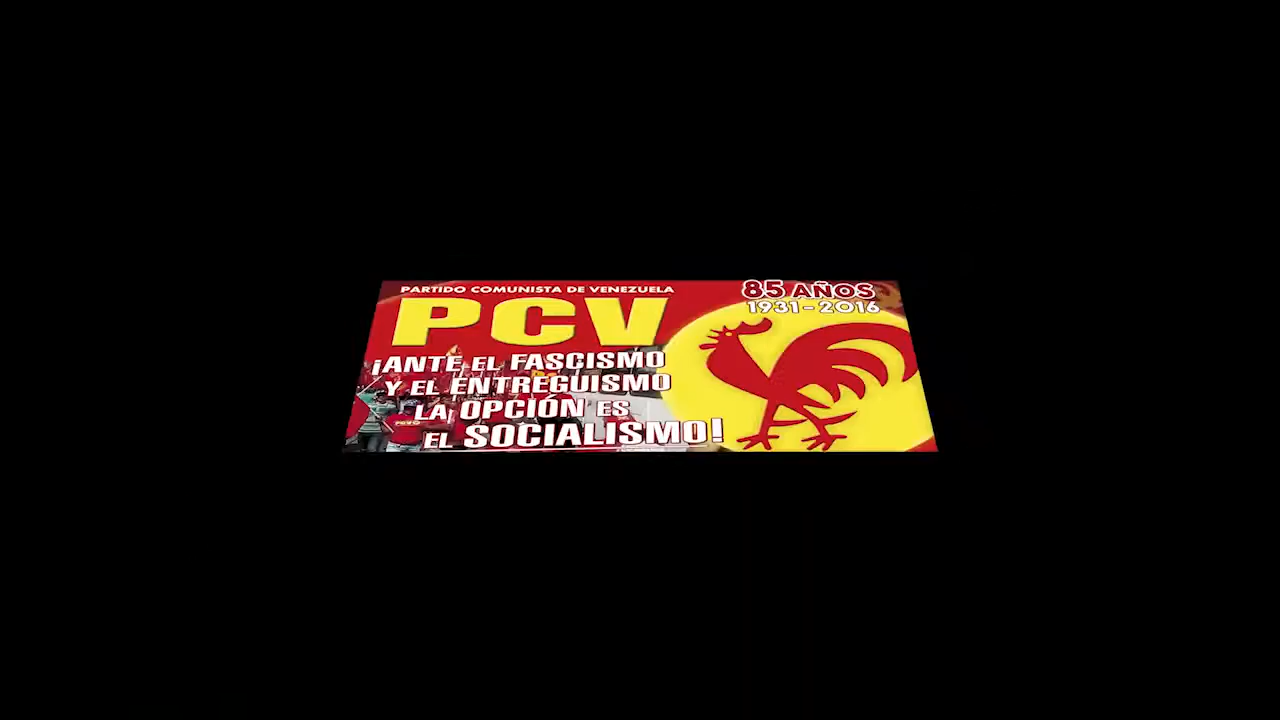 PARTIDO COMUNISTA DE VENEZUELA
PCV
¡ANTE EL FASCISMO
Y EL ENTREGUISMO
LA OPCIÓN ES
EL SOCIALISMO!
85 AÑOS
1931-2016